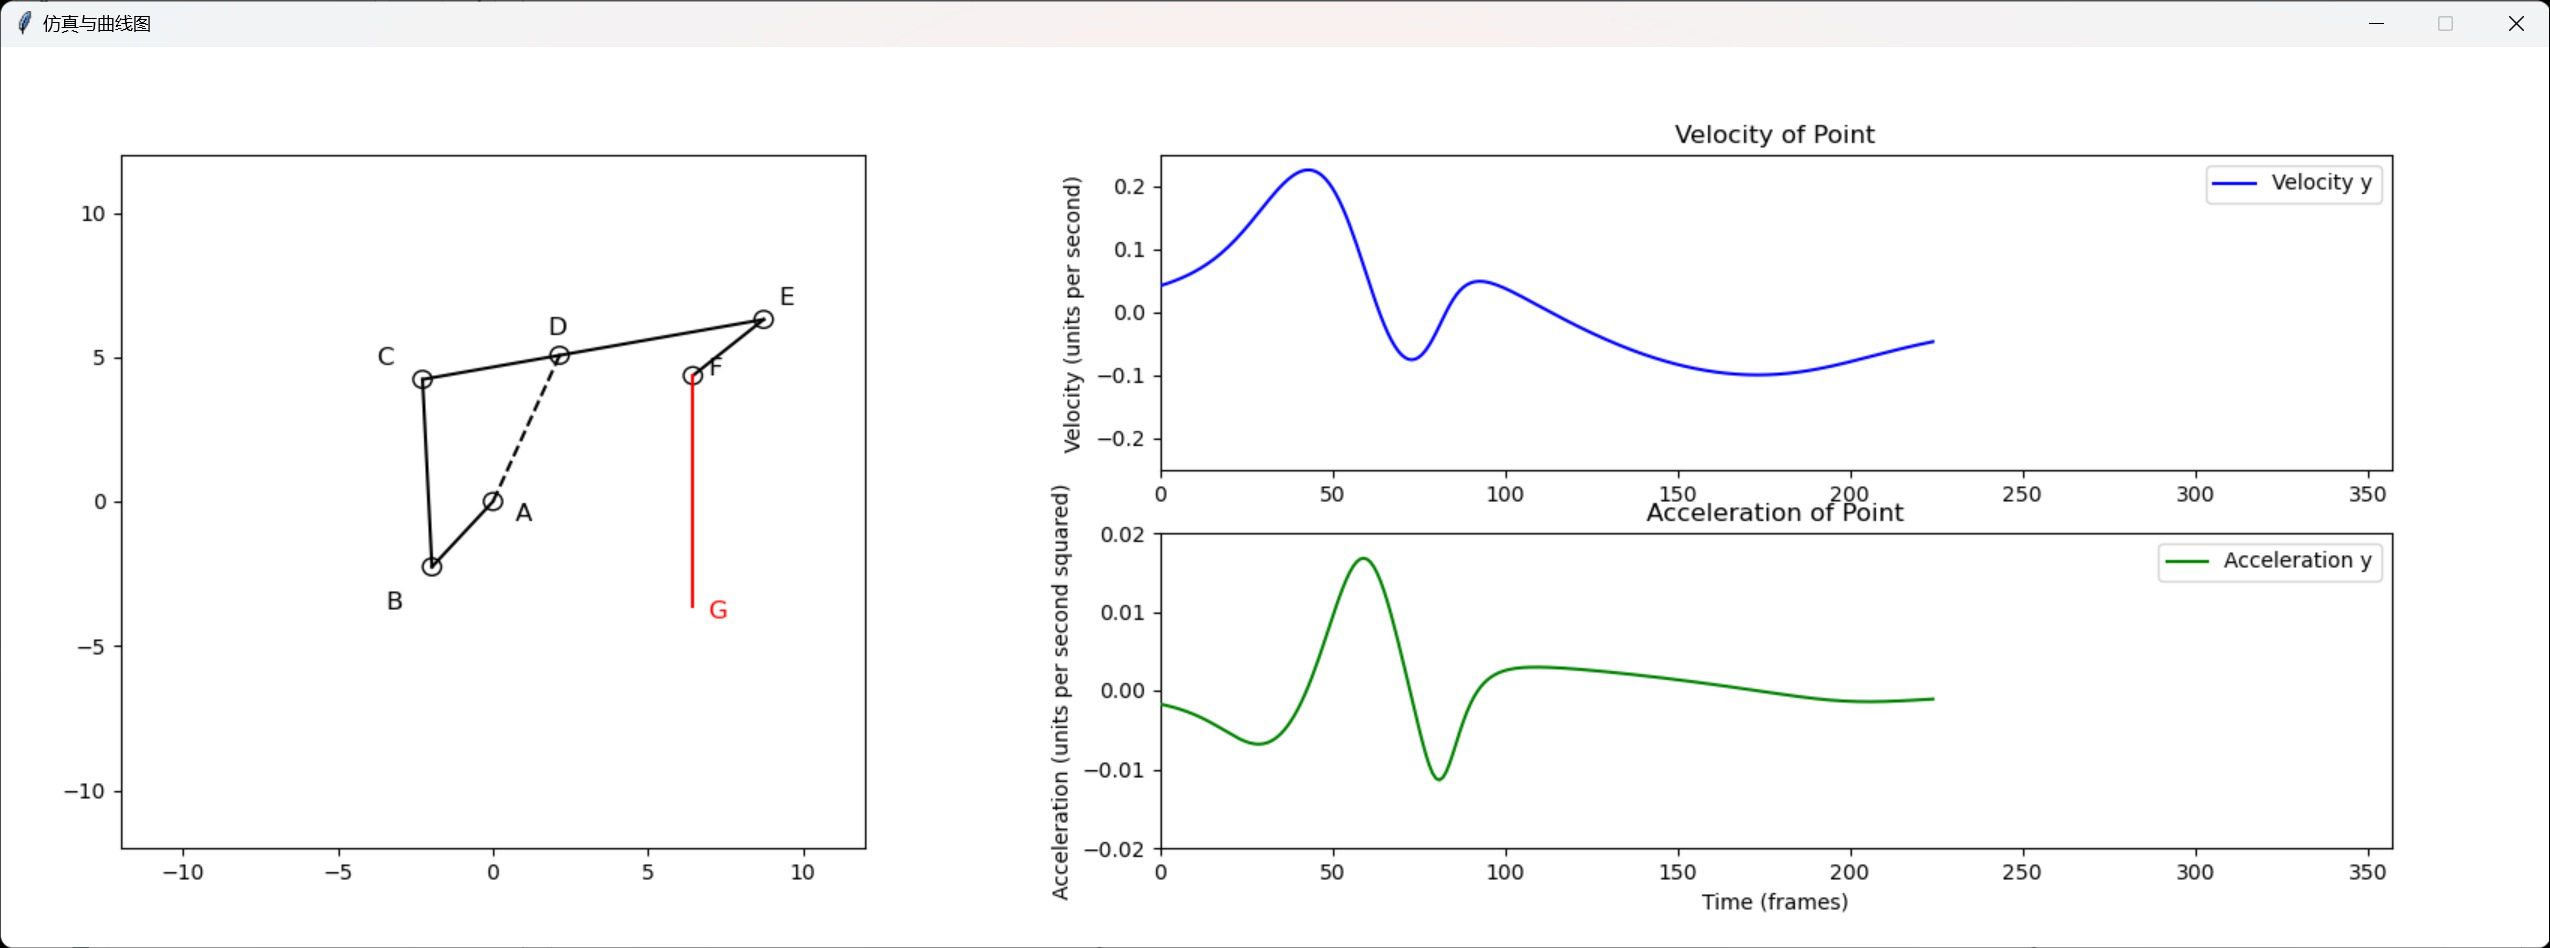 仿真与曲线图
10
5
0
−5
−10
−10
−5
0
5
10
E
D
C
F
A
B
G
Velocity of Point
Velocity (units per second)
0.2
0.1
0.0
−0.1
−0.2
Velocity y
0
50
100
150
200
250
300
350
Acceleration of Point
Acceleration (units per second squared)
0.02
0.01
0.00
−0.01
−0.02
Acceleration y
0
50
100
150
200
250
300
350
Time (frames)